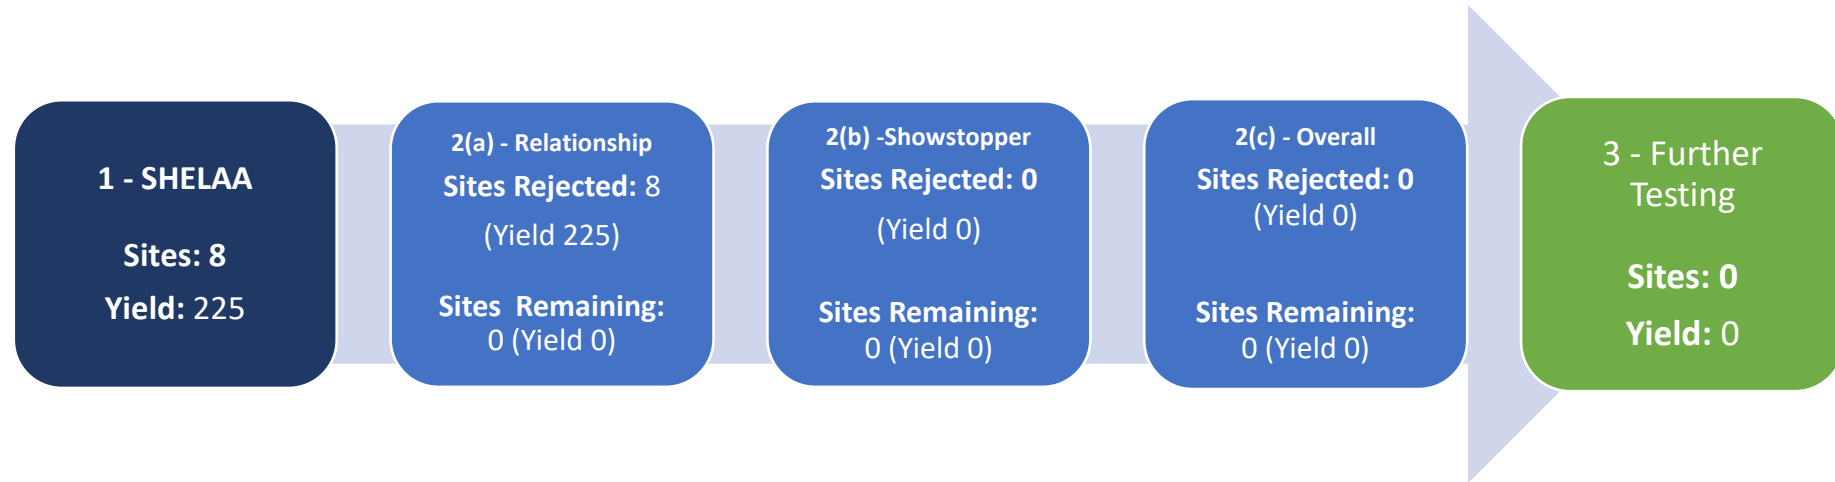 1 - SHELAA
Sites: 8
Yield: 225
2(a) - Relationship
Sites Rejected: 8
(Yield 225)
Sites Remaining:
0 (Yield 0)
2(b) -Showstopper
Sites Rejected: 0
(Yield 0)
Sites Remaining:
0 (Yield 0)
2(c) - Overall
Sites Rejected: 0
(Yield 0)
Sites Remaining:
0 (Yield 0)
3 - Further
Testing
Sites: 0
Yield: 0